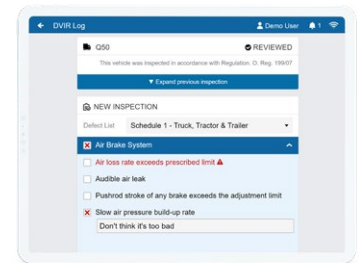 DVIR Log
Demo User
1
Q50
REVIEWED
This vehicle was inspected in accordance with Regulation. O. Reg. 199/07
Expand previous inspection
NEW INSPECTION
Defect List
Schedule 1 - Truck, Tractor & Trailer
Air Brake System
Air loss rate exceeds prescribed limit
Audible air leak
Pushrod stroke of any brake exceeds the adjustment limit
Slow air pressure build-up rate
Don't think it's too bad